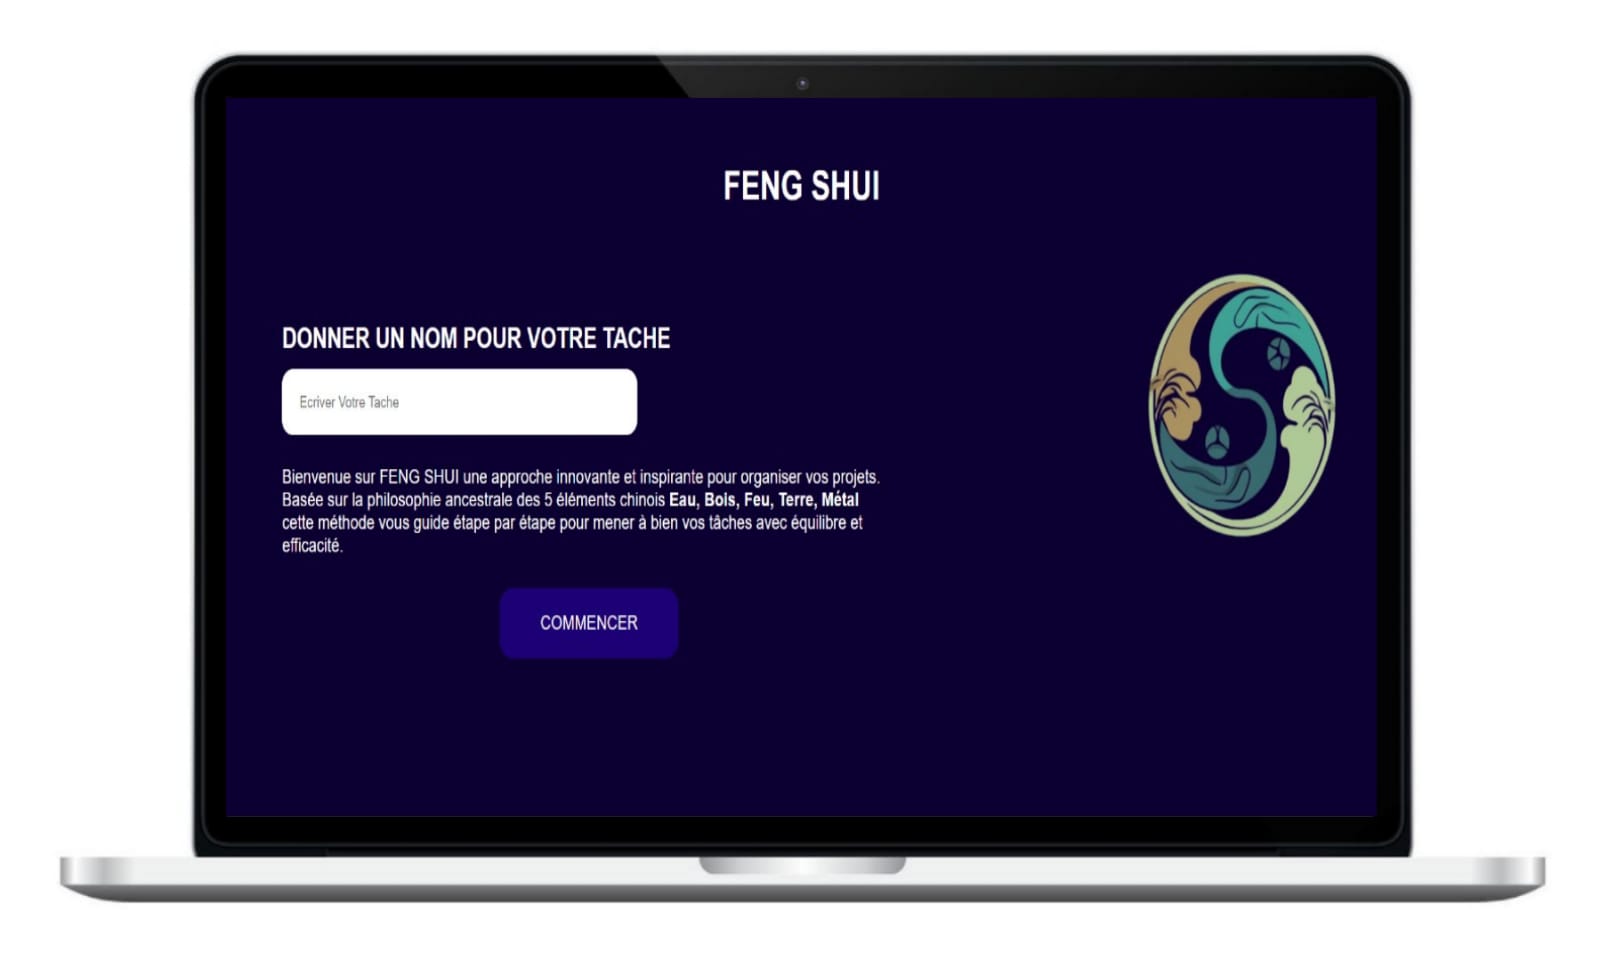 FENG SHUI
DONNER UN NOM POUR VOTRE TACHE
Ecriver Votre Tache
Bienvenue sur FENG SHUI une approche innovante et inspirante pour organiser vos projets.
Basée sur la philosophie ancestrale des 5 éléments chinois Eau, Bois, Feu, Terre, Métal
cette méthode vous guide étape par étape pour mener à bien vos tâches avec équilibre et
efficacité.
COMMENCER